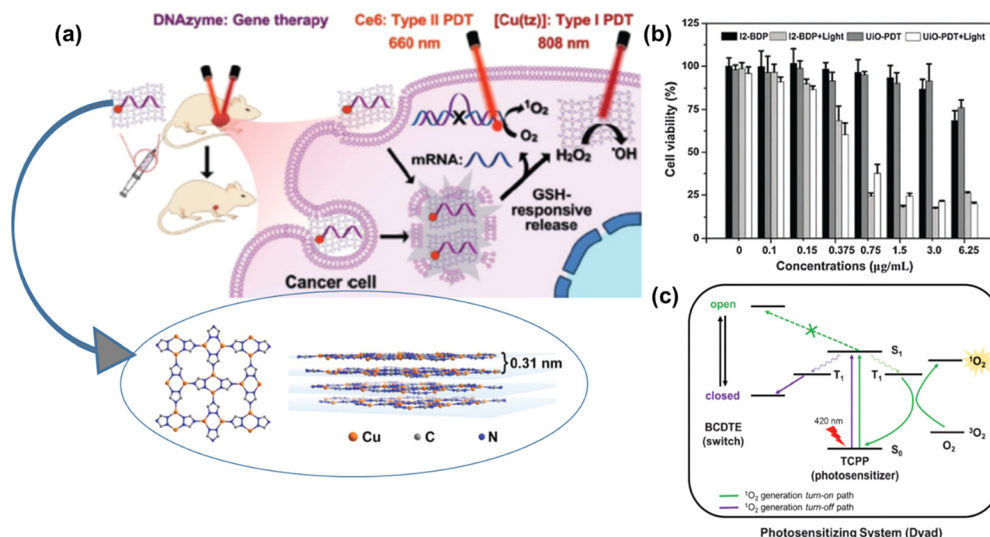 (a)
DNAzyme: Gene therapy
Ce6: Type II PDT
660 nm
[Cu(tz)]: Type I PDT
808 nm
¹O₂
O₂
X
mRNA:
H₂O₂
·OH
GSH-
responsive
release
Cancer cell
0.31 nm
Cu
C
N
(b)
I2-BDP
I2-BDP+Light
UiO-PDT
UiO-PDT+Light
Cell viability (%)
125
100
75
50
25
0
0
0.1
0.15
0.375
0.75
1.5
3.0
6.25
Concentrations (μg/mL)
(c)
open
closed
BCDTE
(switch)
S₁
T₁
T₁
420 nm
S₀
TCPP
(photosensitizer)
¹O₂
³O₂
O₂
¹O₂ generation turn-on path
¹O₂ generation turn-off path
Photosensitizing System (Dyad)